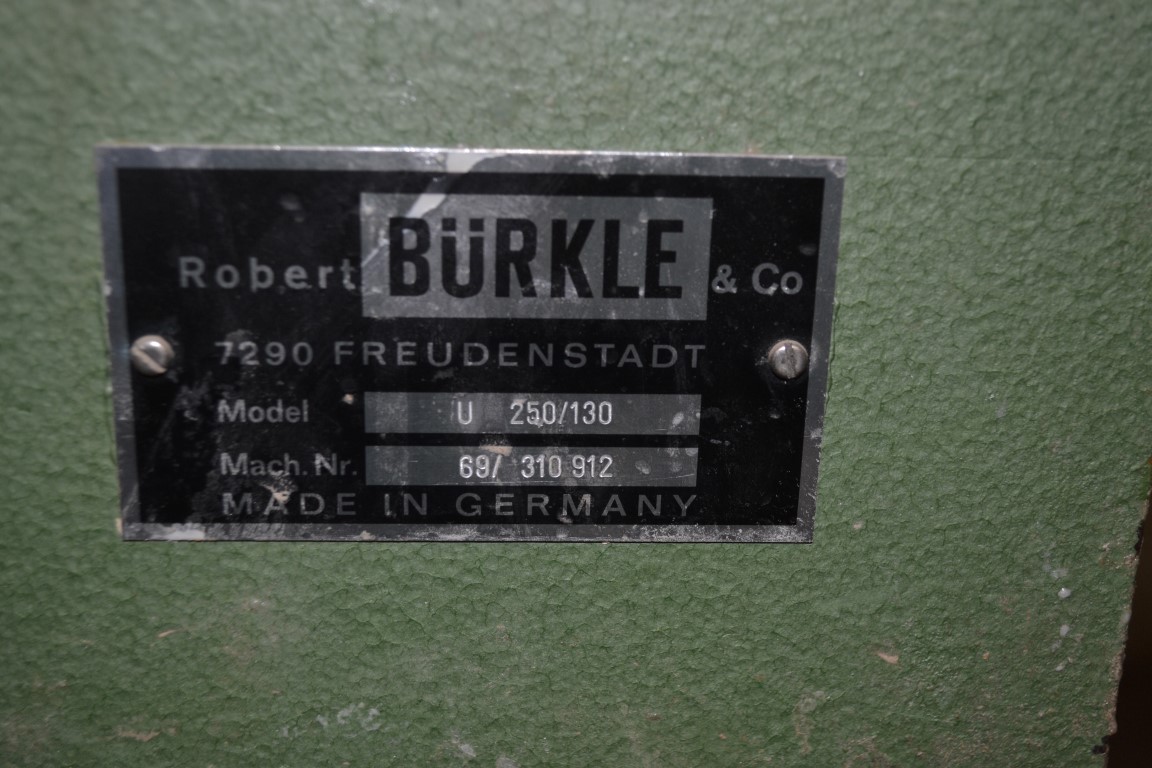 Robert BÜRKLE & Co
7290 FREUDENSTADT
Model U 250/130
Mach. Nr. 69/ 310 912
MADE IN GERMANY